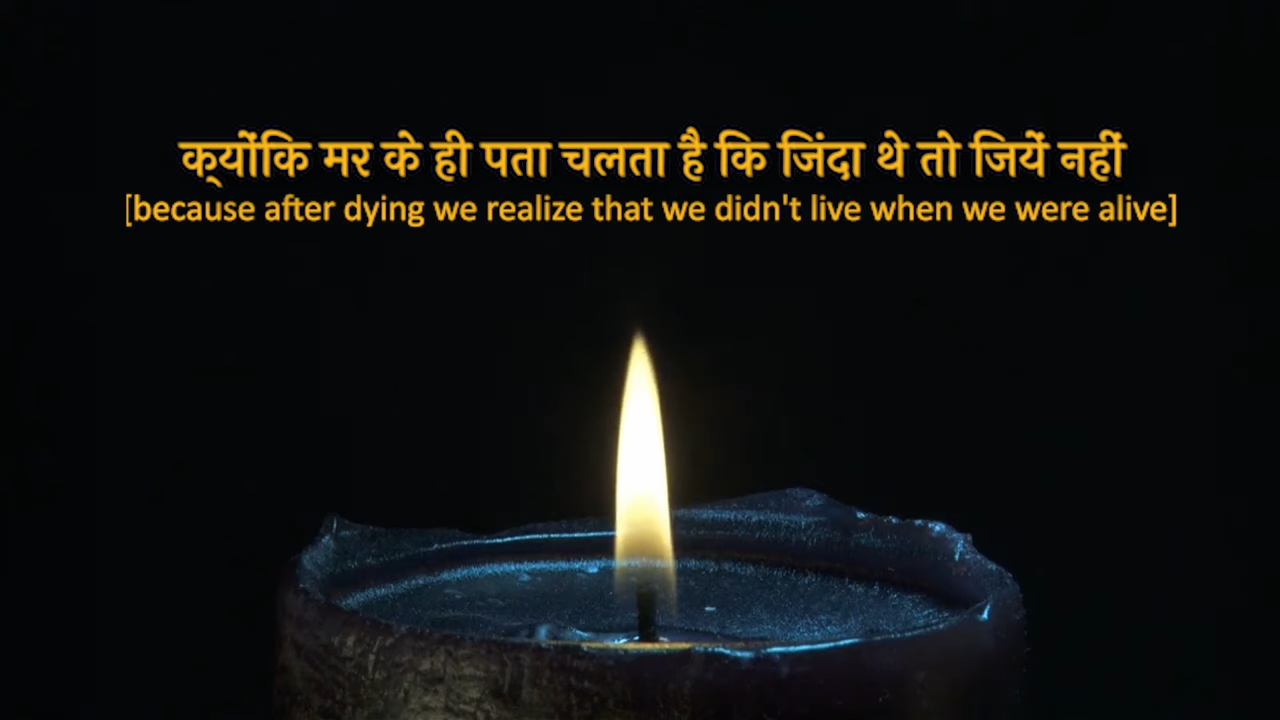 क्योंकि मर के ही पता चलता है कि जिंदा थे तो जियें नहीं
[because after dying we realize that we didn't live when we were alive]